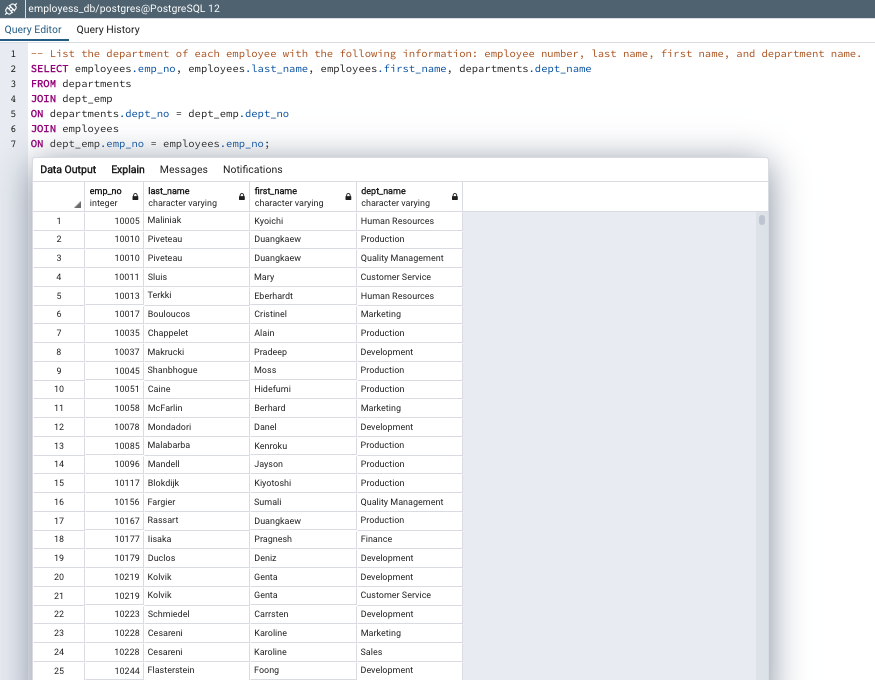 employess_db/postgres@PostgreSQL 12
Query Editor Query History
1 -- List the department of each employee with the following information: employee number, last name, first name, and department name.
2 SELECT employees.emp_no, employees.last_name, employees.first_name, departments.dept_name
3 FROM departments
4 JOIN dept_emp
5 ON departments.dept_no = dept_emp.dept_no
6 JOIN employees
7 ON dept_emp.emp_no = employees.emp_no;
Data Output Explain Messages Notifications
emp_no last_name first_name dept_name
integer character varying character varying character varying
1 10005 Maliniak Kyoichi Human Resources
2 10010 Piveteau Duangkaew Production
3 10010 Piveteau Duangkaew Quality Management
4 10011 Sluis Mary Customer Service
5 10013 Terkki Eberhardt Human Resources
6 10017 Bouloucos Cristinel Marketing
7 10035 Chappelet Alain Production
8 10037 Makrucki Pradeep Development
9 10045 Shanbhogue Moss Production
10 10051 Caine Hidefumi Production
11 10058 McFarlin Berhard Marketing
12 10078 Mondadori Danel Development
13 10085 Malabarba Kenroku Production
14 10096 Mandell Jayson Production
15 10117 Blokdijk Kiyotoshi Production
16 10156 Fargier Sumali Quality Management
17 10167 Rassart Duangkaew Production
18 10177 Iisaka Pragnesh Finance
19 10179 Duclos Deniz Development
20 10219 Kolvik Genta Development
21 10219 Kolvik Genta Customer Service
22 10223 Schmiedel Carrsten Development
23 10228 Cesareni Karoline Marketing
24 10228 Cesareni Karoline Sales
25 10244 Flasterstein Foong Development